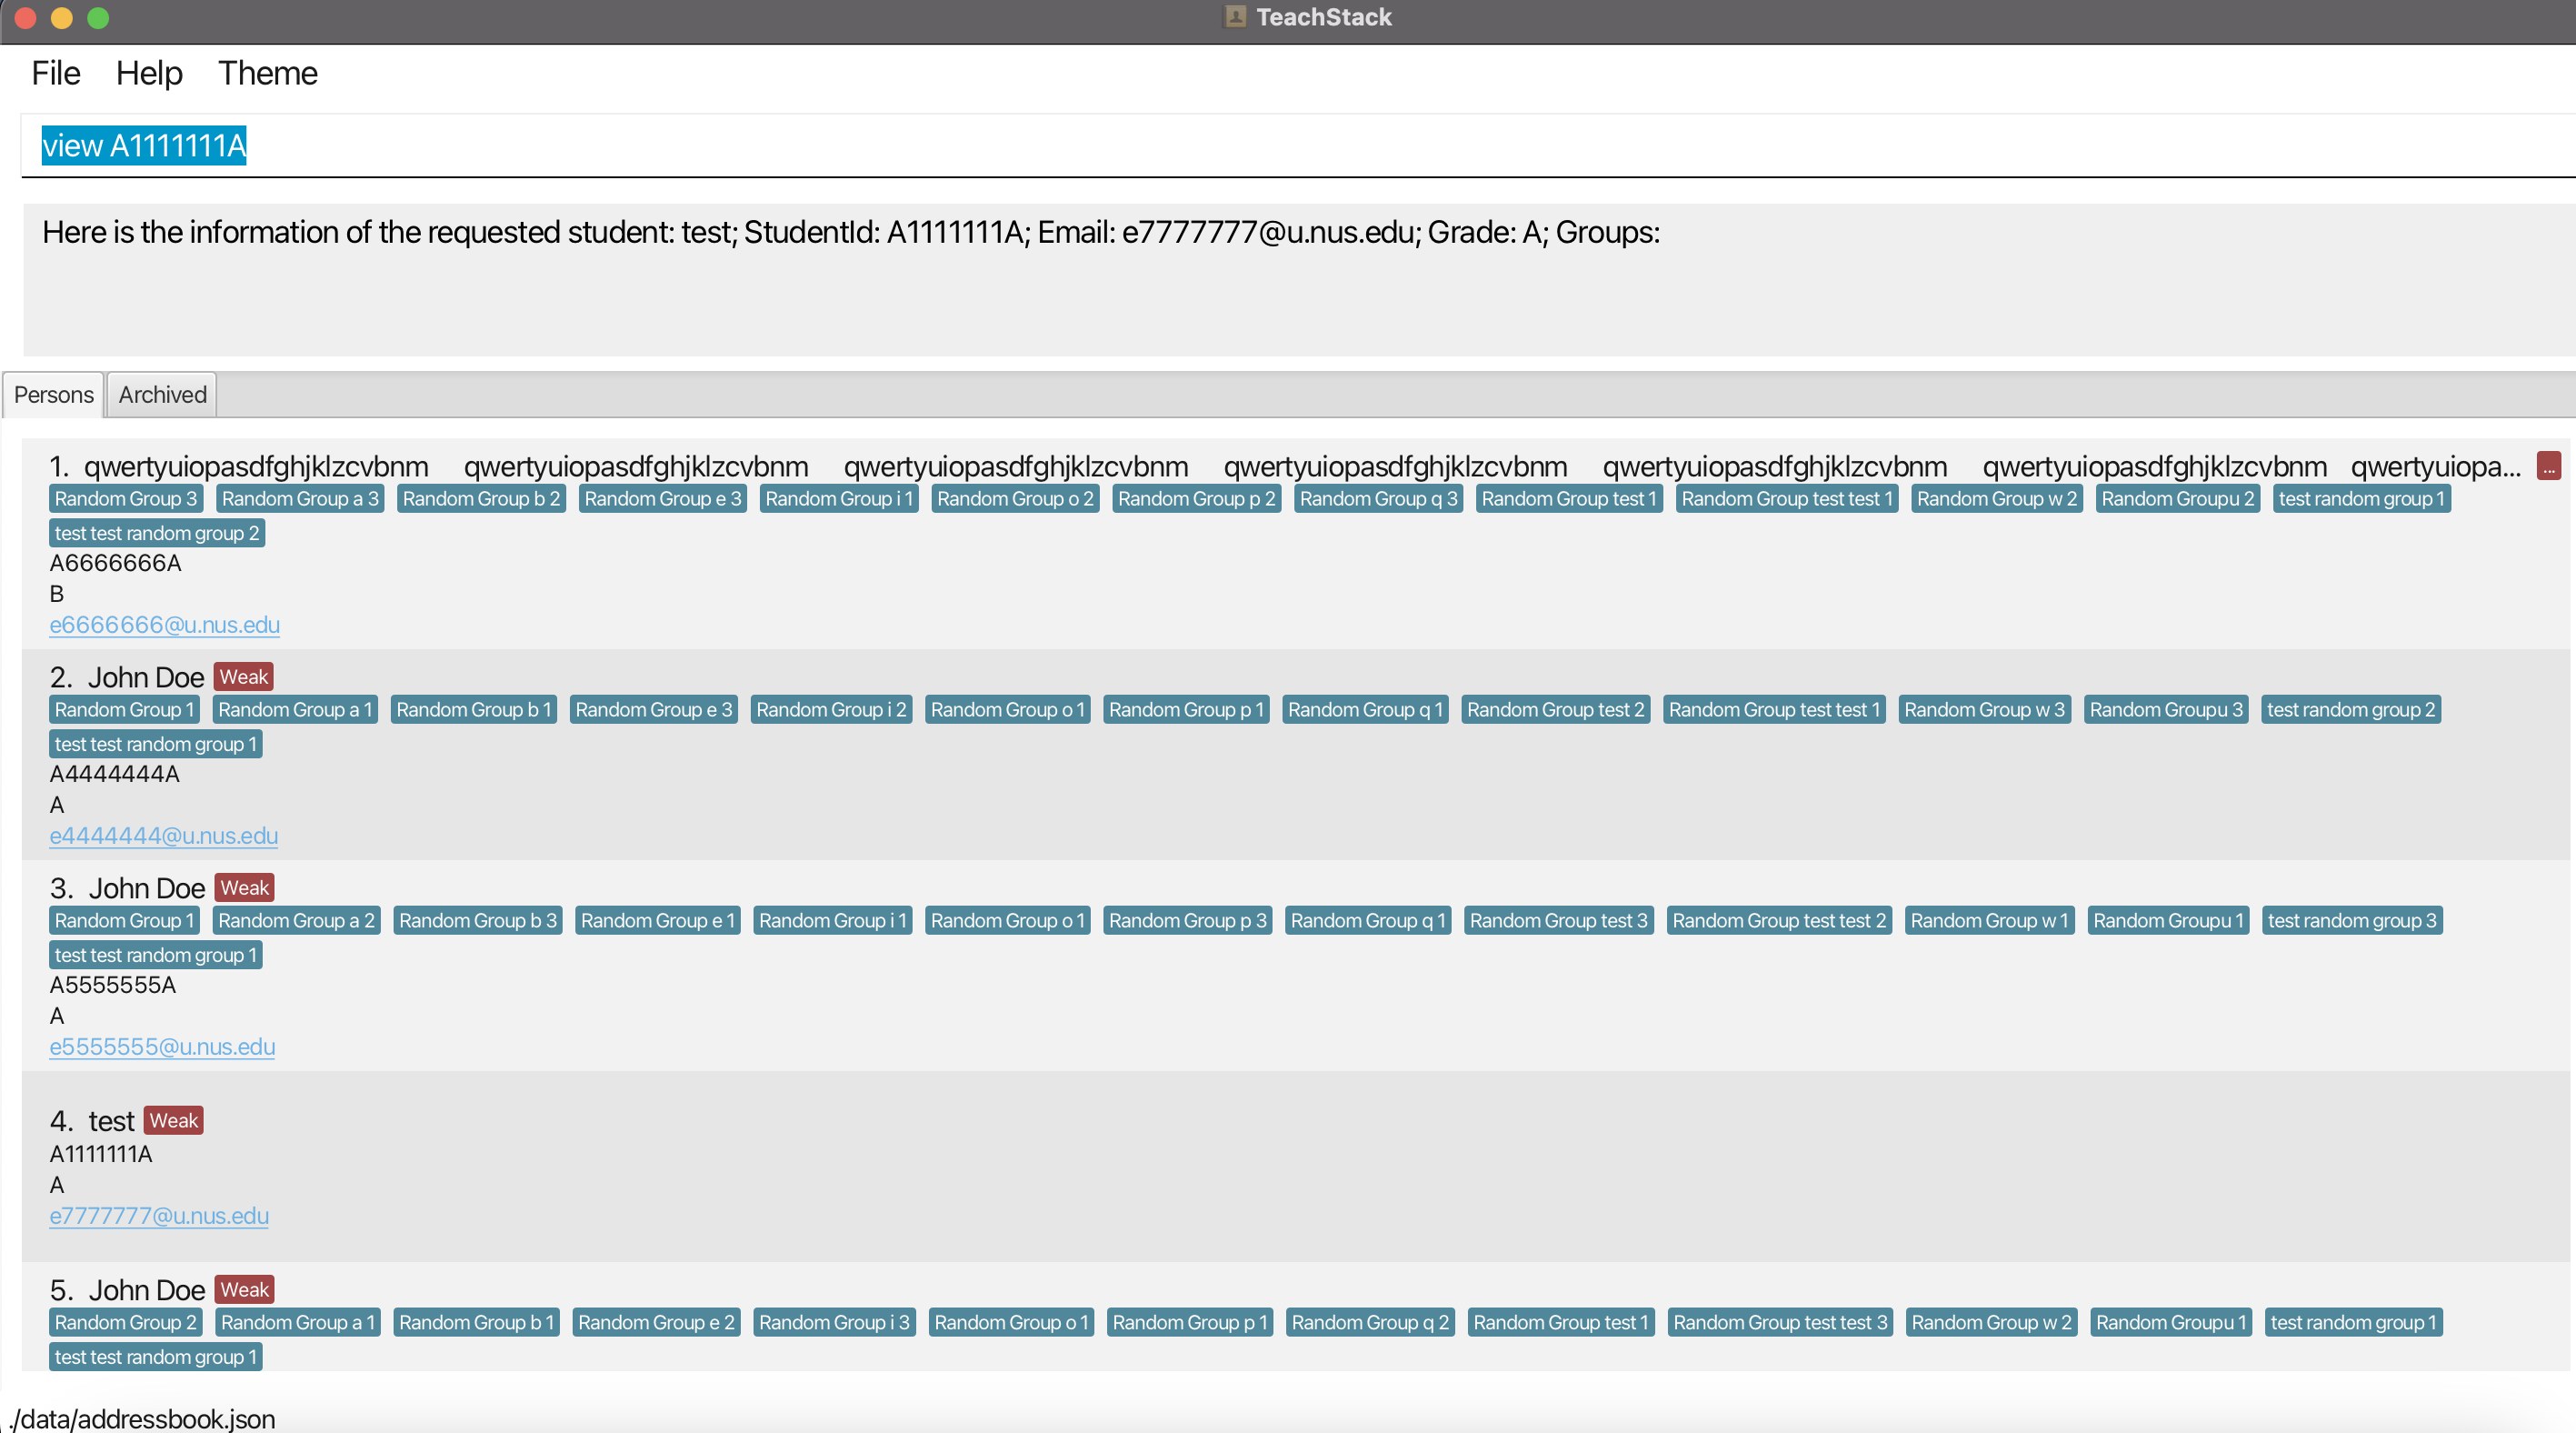 TeachStack
File Help Theme
view A1111111A
Here is the information of the requested student: test; StudentId: A1111111A; Email: e7777777@u.nus.edu; Grade: A; Groups:
Persons Archived
1. qwertyuiopasdfghjklzcvbnm qwertyuiopasdfghjklzcvbnm qwertyuiopasdfghjklzcvbnm qwertyuiopasdfghjklzcvbnm qwertyuiopasdfghjklzcvbnm qwertyuiopasdfghjklzcvbnm qwertyuiopa... ...
Random Group 3 Random Group a 3 Random Group b 2 Random Group e 3 Random Group i 1 Random Group o 2 Random Group p 2 Random Group q 3 Random Group test 1 Random Group test test 1 Random Group w 2 Random Groupu 2 test random group 1
test test random group 2
A6666666A
B
e6666666@u.nus.edu
2. John Doe Weak
Random Group 1 Random Group a 1 Random Group b 1 Random Group e 3 Random Group i 2 Random Group o 1 Random Group p 1 Random Group q 1 Random Group test 2 Random Group test test 1 Random Group w 3 Random Groupu 3 test random group 2
test test random group 1
A4444444A
A
e4444444@u.nus.edu
3. John Doe Weak
Random Group 1 Random Group a 2 Random Group b 3 Random Group e 1 Random Group i 1 Random Group o 1 Random Group p 3 Random Group q 1 Random Group test 3 Random Group test test 2 Random Group w 1 Random Groupu 1 test random group 3
test test random group 1
A5555555A
A
e5555555@u.nus.edu
4. test Weak
A1111111A
A
e7777777@u.nus.edu
5. John Doe Weak
Random Group 2 Random Group a 1 Random Group b 1 Random Group e 2 Random Group i 3 Random Group o 1 Random Group p 1 Random Group q 2 Random Group test 1 Random Group test test 3 Random Group w 2 Random Groupu 1 test random group 1
test test random group 1
./data/addressbook.json